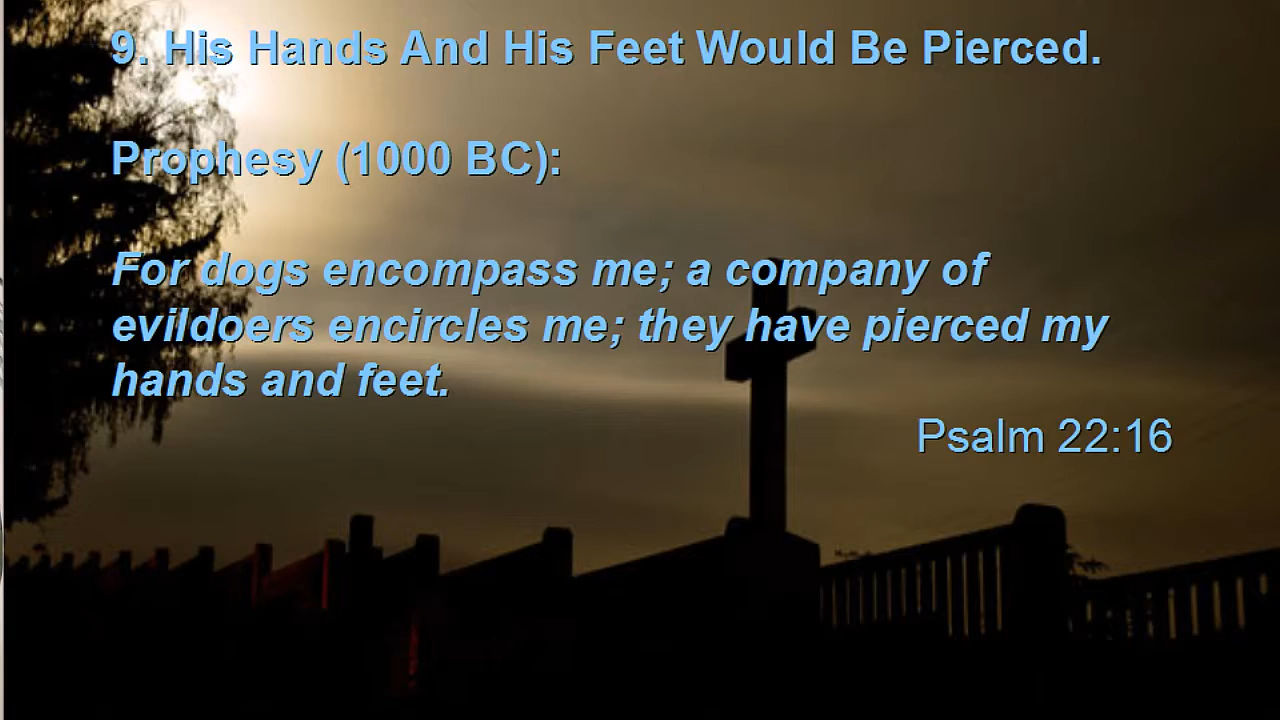 9. His Hands And His Feet Would Be Pierced.
Prophesy (1000 BC):
For dogs encompass me; a company of
evildoers encircles me; they have pierced my
hands and feet.
Psalm 22:16